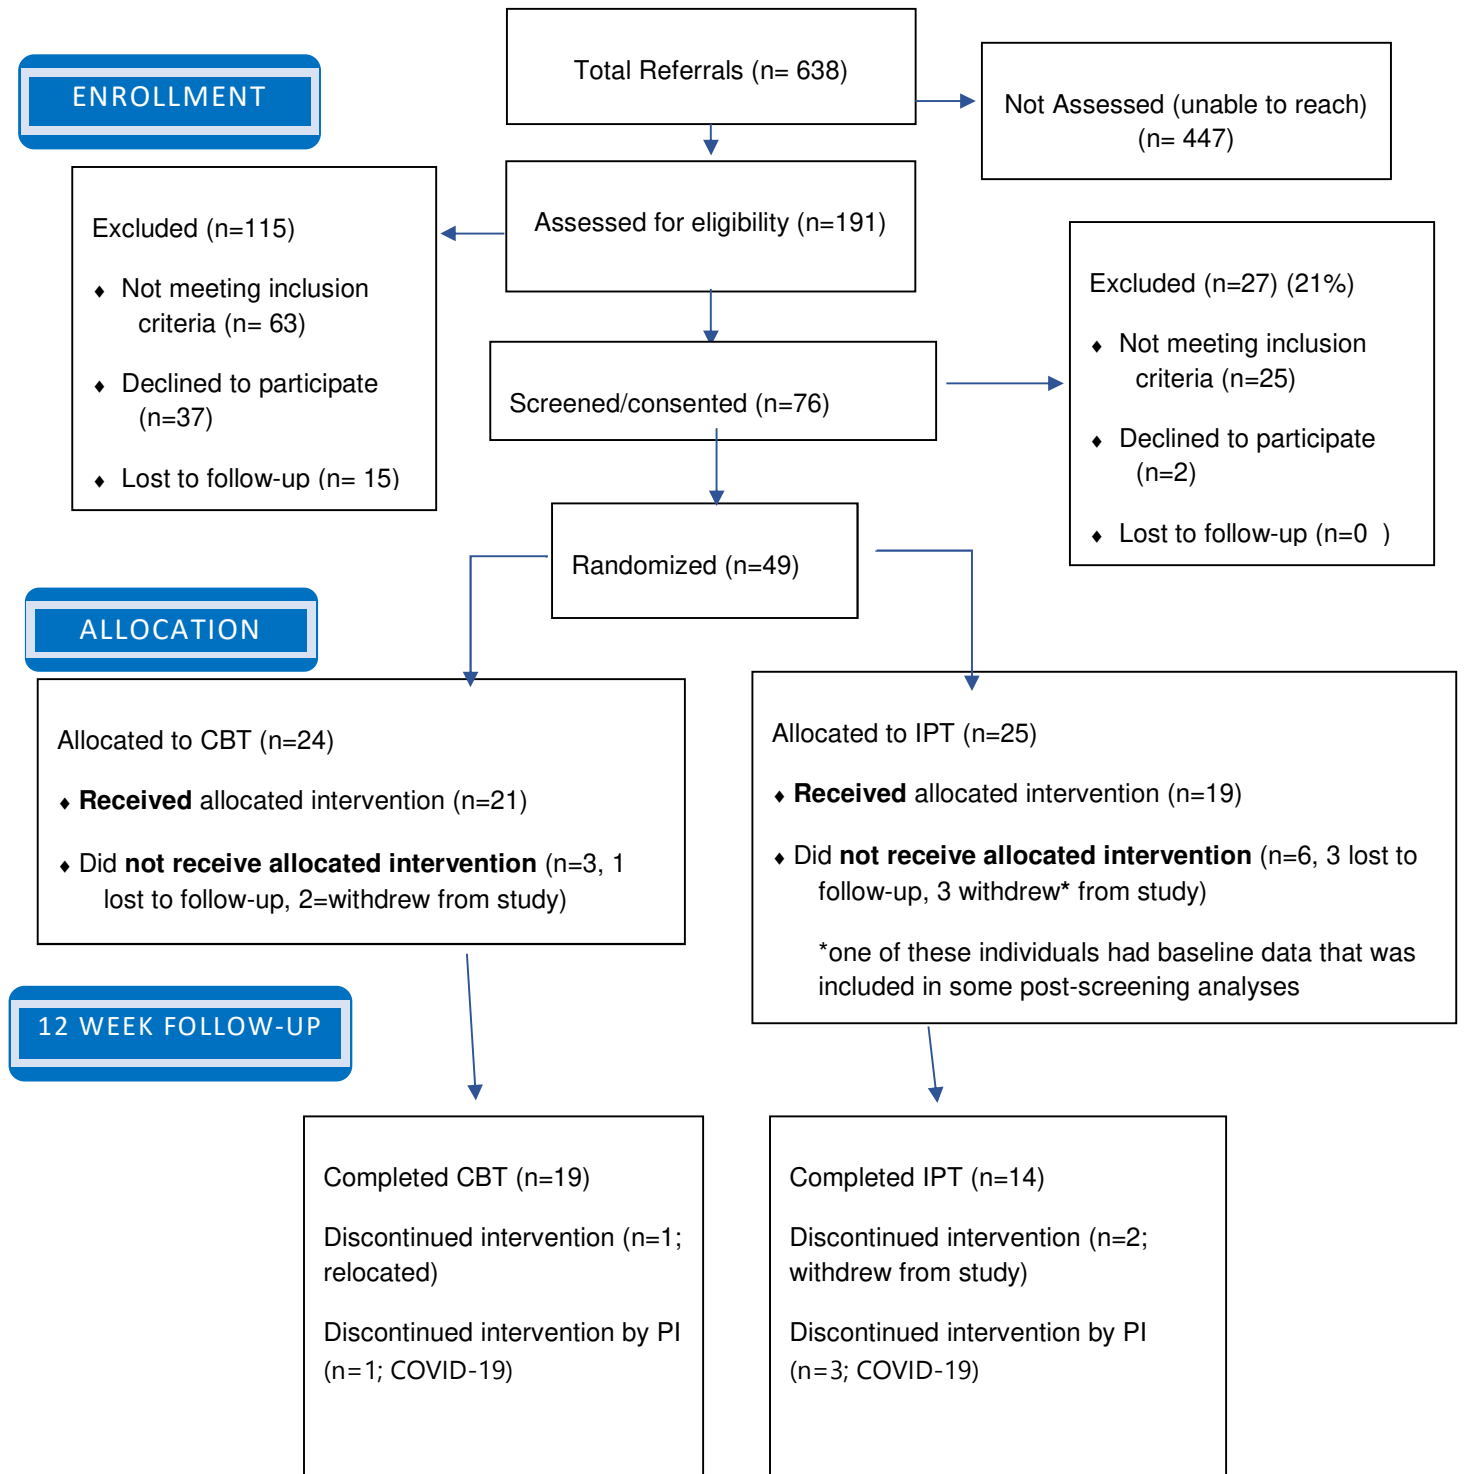 Total Referrals (n= 638)
ENROLLMENT
Not Assessed (unable to reach)
(n= 447)
Assessed for eligibility (n=191)
Excluded (n=115)
♦ Not meeting inclusion
criteria (n= 63)
♦ Declined to participate
(n=37)
♦ Lost to follow-up (n= 15)
Excluded (n=27) (21%)
♦ Not meeting inclusion
criteria (n=25)
♦ Declined to participate
(n=2)
♦ Lost to follow-up (n=0 )
Screened/consented (n=76)
Randomized (n=49)
ALLOCATION
Allocated to CBT (n=24)
♦ Received allocated intervention (n=21)
♦ Did not receive allocated intervention (n=3, 1
lost to follow-up, 2=withdrew from study)
Allocated to IPT (n=25)
♦ Received allocated intervention (n=19)
♦ Did not receive allocated intervention (n=6, 3 lost to
follow-up, 3 withdrew* from study)
*one of these individuals had baseline data that was
included in some post-screening analyses
12 WEEK FOLLOW-UP
Completed CBT (n=19)
Discontinued intervention (n=1;
relocated)
Discontinued intervention by PI
(n=1; COVID-19)
Completed IPT (n=14)
Discontinued intervention (n=2;
withdrew from study)
Discontinued intervention by PI
(n=3; COVID-19)